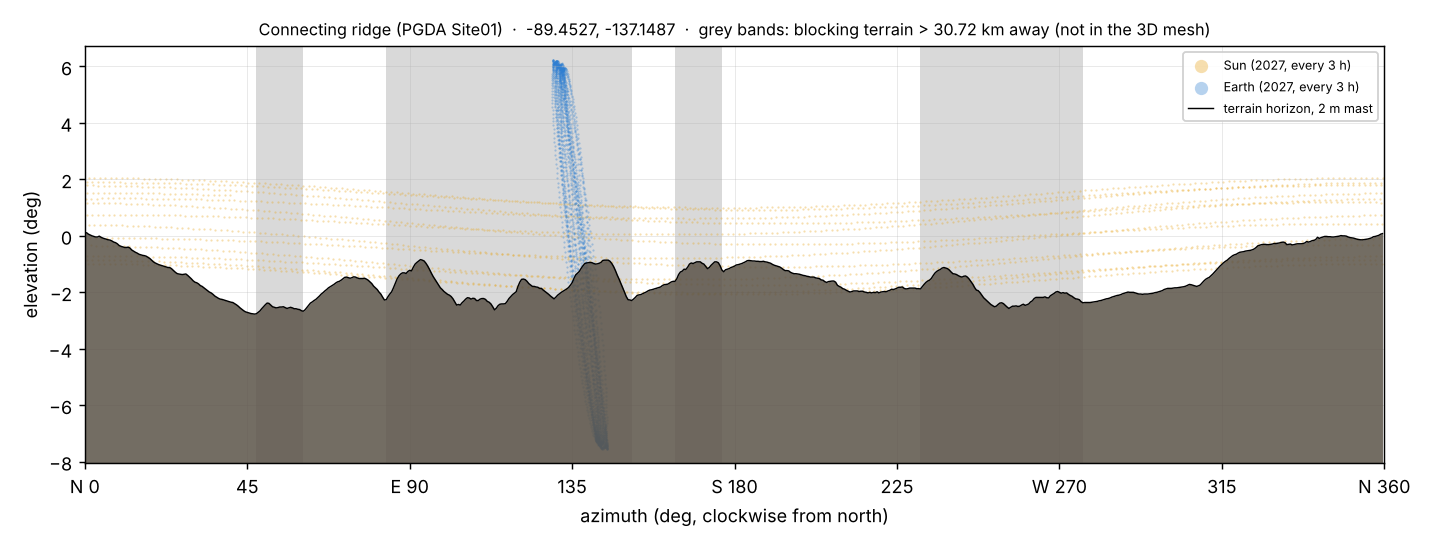 Connecting ridge (PGDA Site01)  ·  -89.4527, -137.1487  ·  grey bands: blocking terrain > 30.72 km away (not in the 3D mesh)
Sun (2027, every 3 h)
Earth (2027, every 3 h)
terrain horizon, 2 m mast
elevation (deg)
6
4
2
0
−2
−4
−6
−8
N 0
45
E 90
135
S 180
225
W 270
315
N 360
azimuth (deg, clockwise from north)